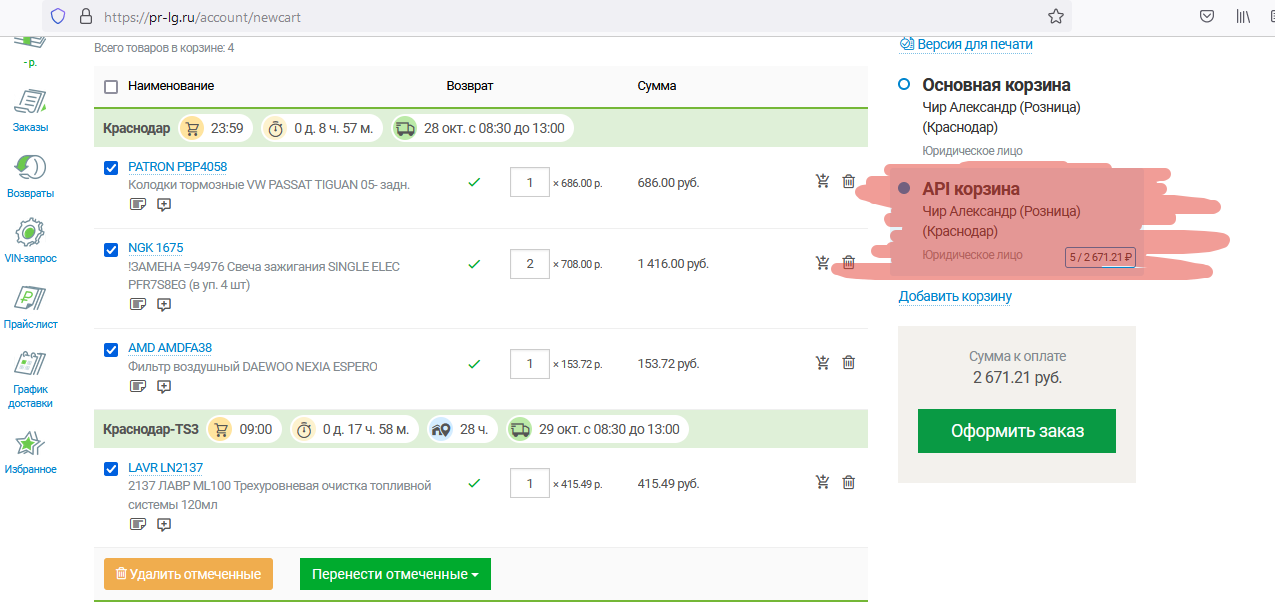 https://pr-lg.ru/account/newcart
- р.
Заказы
Возвраты
VIN-запрос
Прайс-лист
График
доставки
Избранное
Всего товаров в корзине: 4
Наименование Возврат Сумма
Краснодар 23:59 0 д. 8 ч. 57 м. 28 окт. с 08:30 до 13:00
PATRON PBP4058
Колодки тормозные VW PASSAT TIGUAN 05- задн.
1 × 686.00 р. 686.00 руб.
NGK 1675
!ЗАМЕНА =94976 Свеча зажигания SINGLE ELEC
PFR7S8EG (в уп. 4 шт)
2 × 708.00 р. 1 416.00 руб.
AMD AMDFA38
Фильтр воздушный DAEWOO NEXIA ESPERO
1 × 153.72 р. 153.72 руб.
Краснодар-TS3 09:00 0 д. 17 ч. 58 м. 28 ч. 29 окт. с 08:30 до 13:00
LAVR LN2137
2137 ЛАВР ML100 Трехуровневая очистка топливной
системы 120мл
1 × 415.49 р. 415.49 руб.
Удалить отмеченные Перенести отмеченные
Версия для печати
Основная корзина
Чир Александр (Розница)
(Краснодар)
Юридическое лицо
API корзина
Чир Александр (Розница)
(Краснодар)
Юридическое лицо 5 / 2 671.21 ₽
Добавить корзину
Сумма к оплате
2 671.21 руб.
Оформить заказ